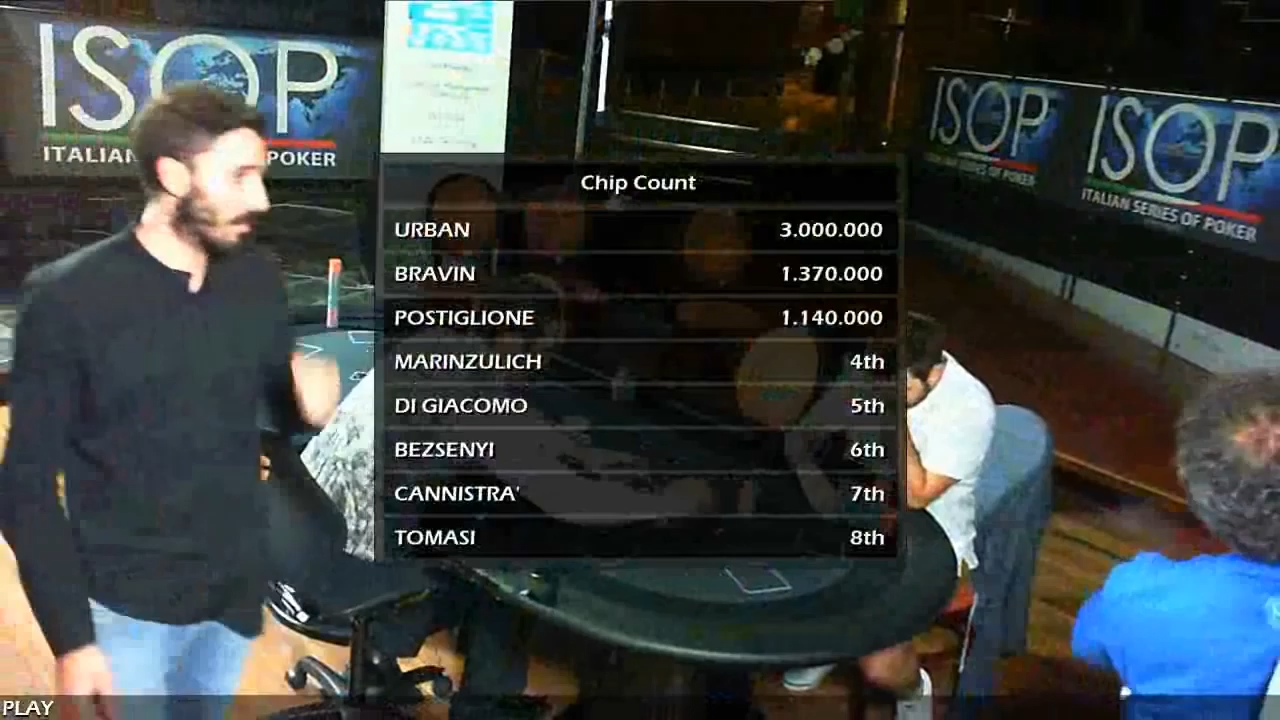 ISOP
ITALIAN
POKER
ISOP
ISOP
ITALIAN SERIES OF POKER
Chip Count
URBAN 3.000.000
BRAVIN 1.370.000
POSTIGLIONE 1.140.000
MARINZULICH 4th
DI GIACOMO 5th
BEZSENYI 6th
CANNISTRA' 7th
TOMASI 8th
PLAY